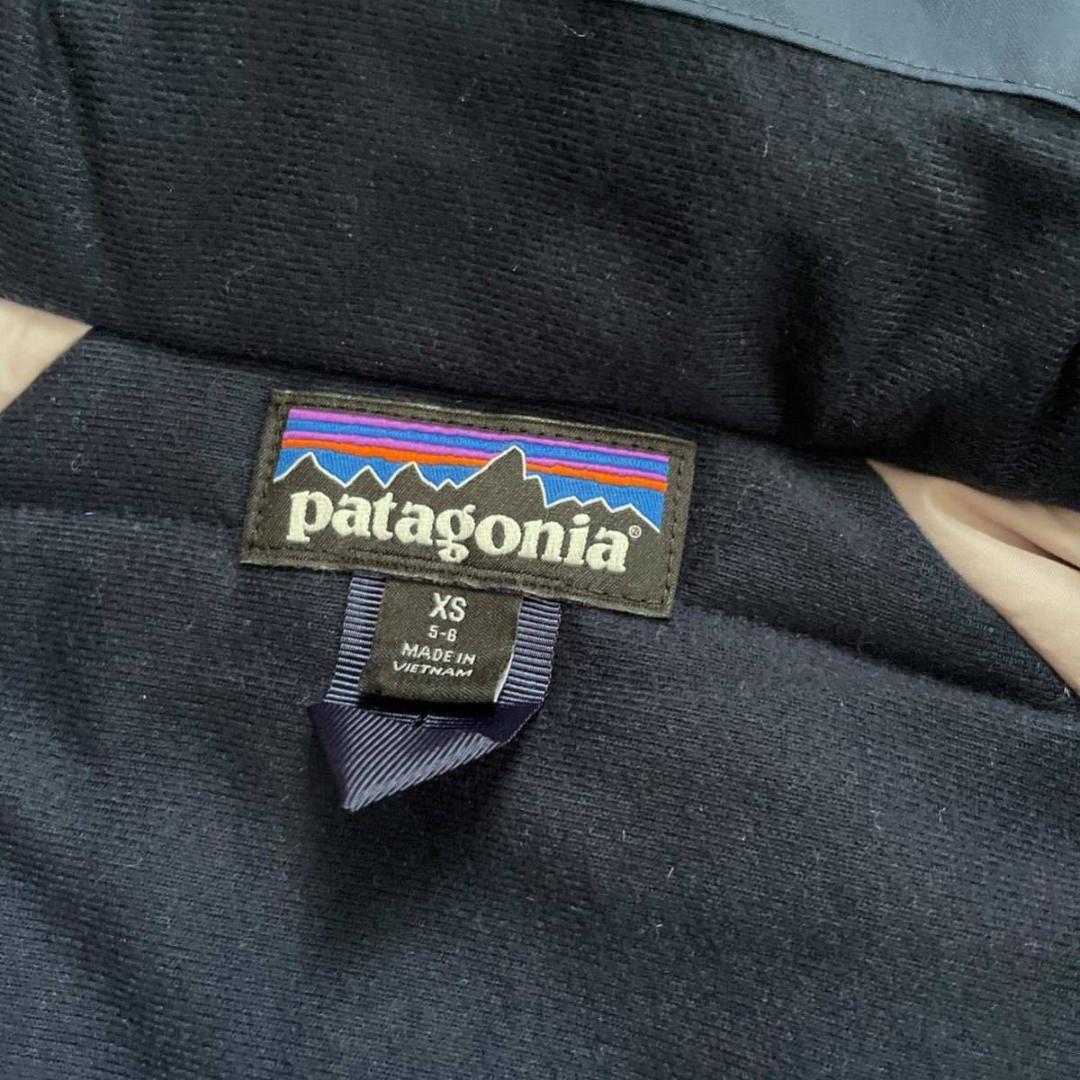 patagonia®
XS
5-6
MADE IN
VIETNAM